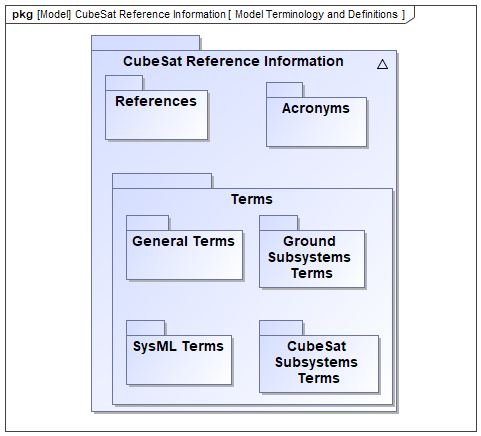 pkg [Model] CubeSat Reference Information [ Model Terminology and Definitions ]
CubeSat Reference Information
References
Acronyms
Terms
General Terms
Ground
Subsystems
Terms
SysML Terms
CubeSat
Subsystems
Terms